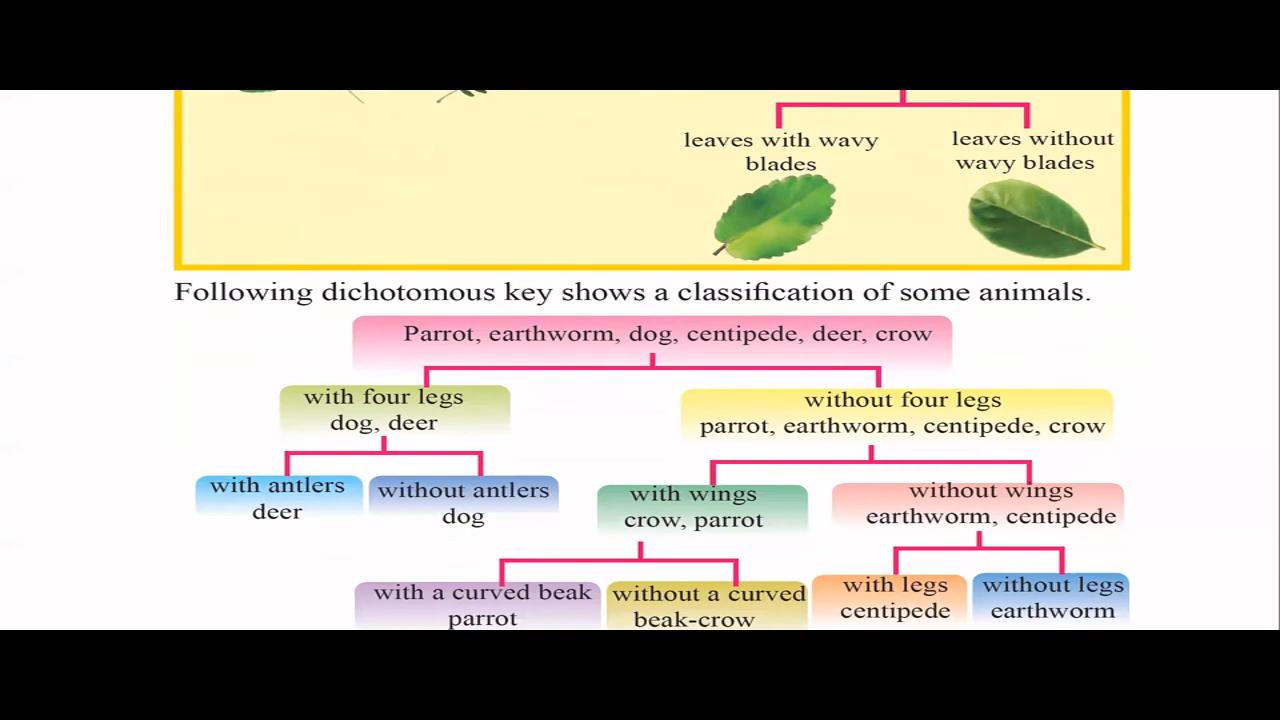 leaves with wavy
blades
leaves without
wavy blades
Following dichotomous key shows a classification of some animals.
Parrot, earthworm, dog, centipede, deer, crow
with four legs
dog, deer
without four legs
parrot, earthworm, centipede, crow
with antlers
deer
without antlers
dog
with wings
crow, parrot
without wings
earthworm, centipede
with a curved beak
parrot
without a curved
beak-crow
with legs
centipede
without legs
earthworm